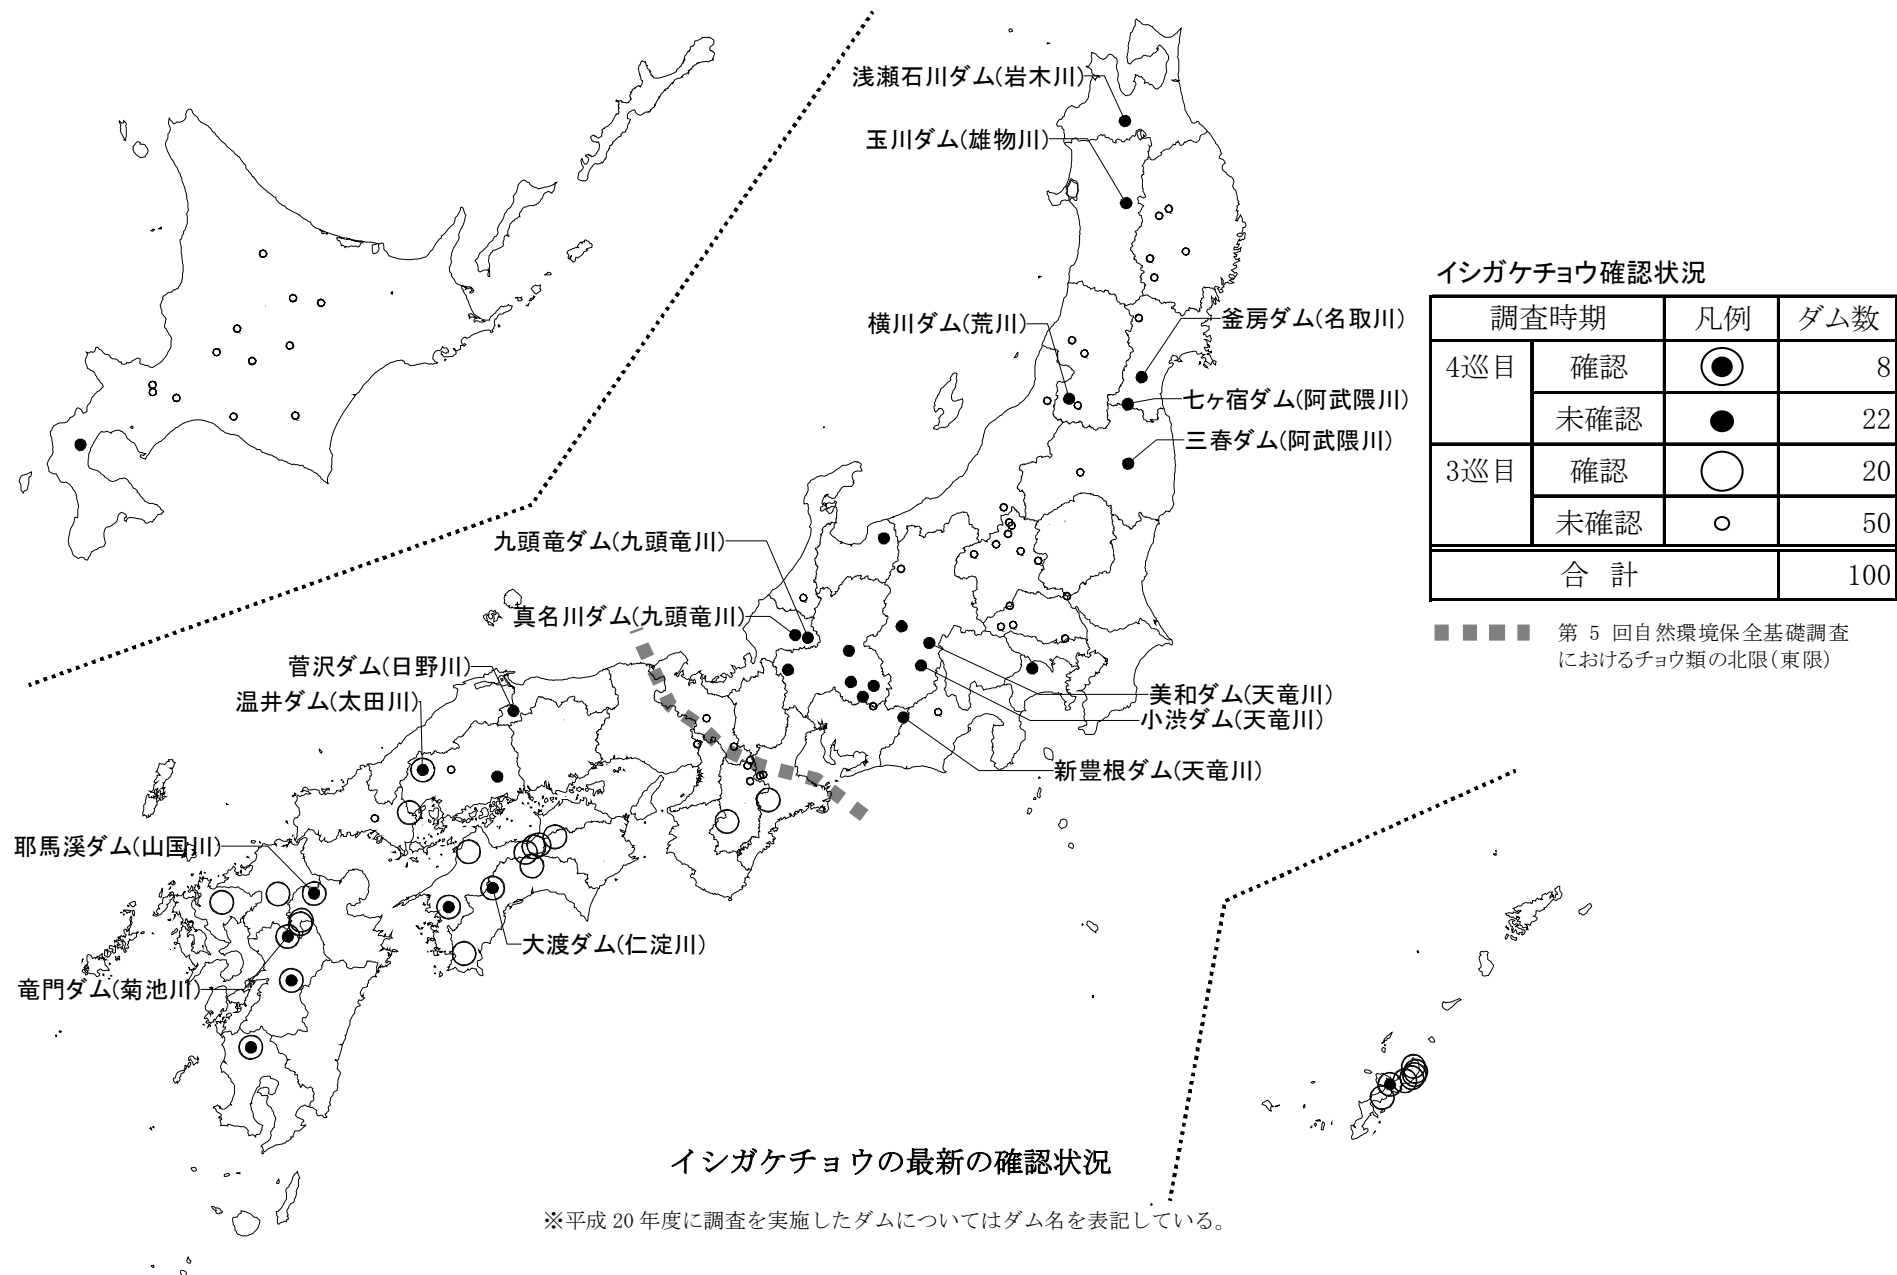 浅瀬石川ダム(岩木川)
玉川ダム(雄物川)
横川ダム(荒川)
釜房ダム(名取川)
七ヶ宿ダム(阿武隈川)
三春ダム(阿武隈川)
九頭竜ダム(九頭竜川)
真名川ダム(九頭竜川)
菅沢ダム(日野川)
温井ダム(太田川)
美和ダム(天竜川)
小渋ダム(天竜川)
新豊根ダム(天竜川)
耶馬溪ダム(山国川)
大渡ダム(仁淀川)
竜門ダム(菊池川)
イシガケチョウ確認状況
調査時期 凡例 ダム数
4巡目 確認 8
未確認 22
3巡目 確認 20
未確認 50
合 計 100
第 5 回自然環境保全基礎調査
におけるチョウ類の北限(東限)
イシガケチョウの最新の確認状況
※平成 20 年度に調査を実施したダムについてはダム名を表記している。